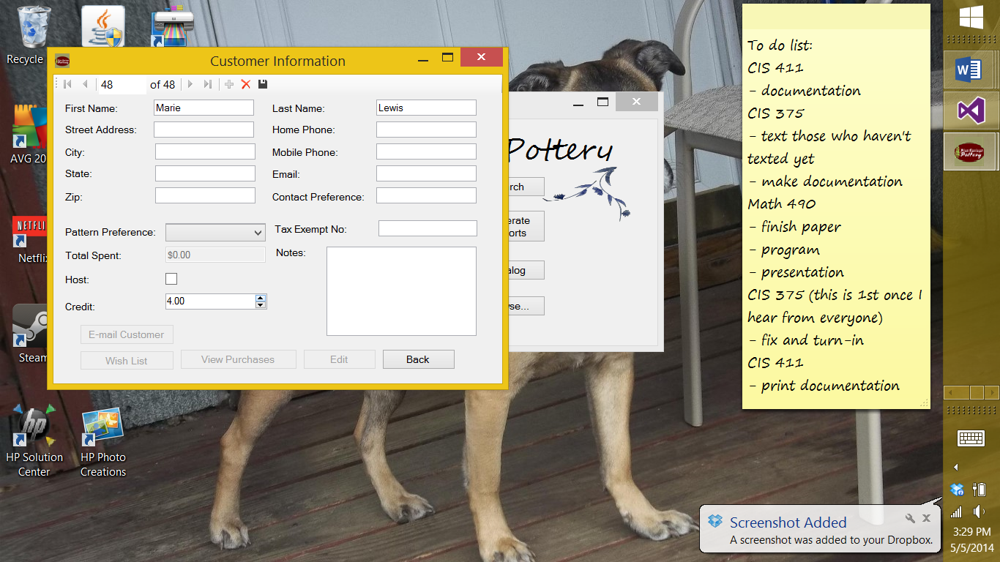 Recycle
AVG 20
NETFLI
Netflix
Steam
HP Solution
Center
HP Photo
Creations
Customer Information
48 of 48
First Name: Marie Last Name: Lewis
Street Address: Home Phone:
City: Mobile Phone:
State: Email:
Zip: Contact Preference:
Pattern Preference: Tax Exempt No:
Total Spent: $0.00 Notes:
Host:
Credit: 4.00
E-mail Customer
Wish List View Purchases Edit Back
Pottery
rch
erate
orts
alog
se...
To do list:
CIS 411
- documentation
CIS 375
- text those who haven't
texted yet
- make documentation
Math 490
- finish paper
- program
- presentation
CIS 375 (this is 1st once I
hear from everyone)
- fix and turn-in
CIS 411
- print documentation
Screenshot Added
A screenshot was added to your Dropbox.
3:29 PM
5/5/2014